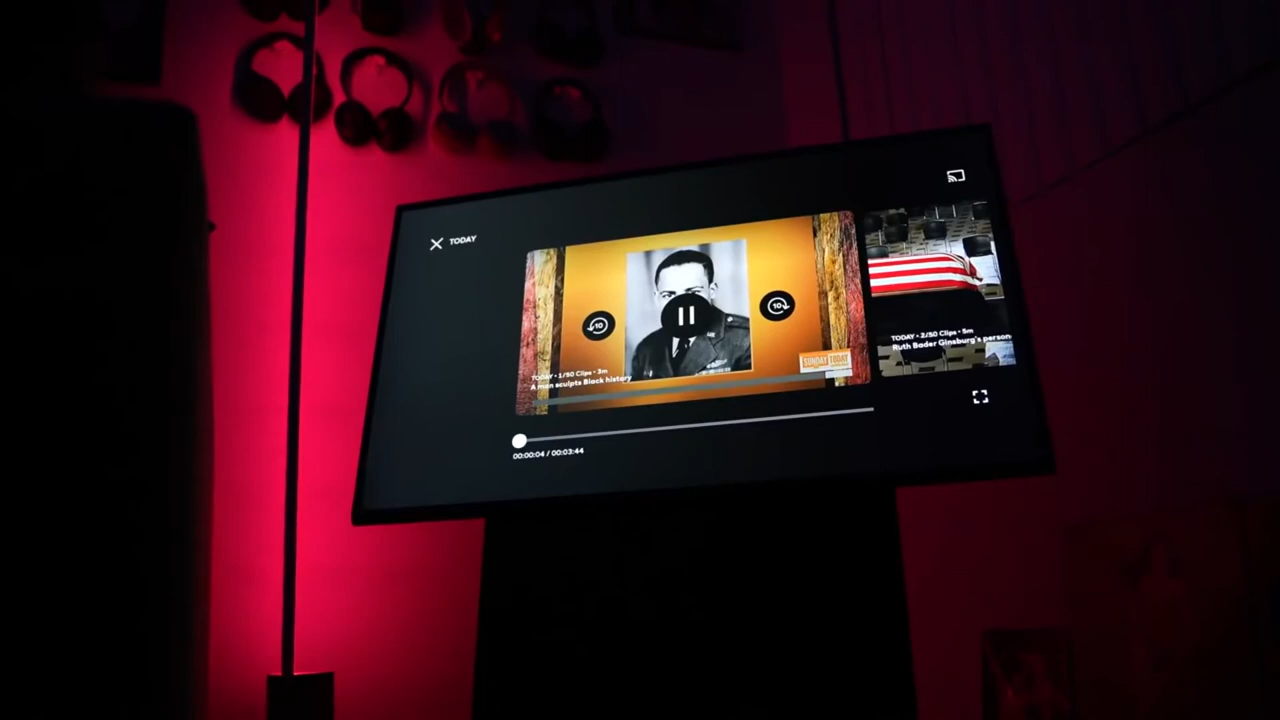 TODAY
10
10
SUNDAY TODAY
TODAY • 1/50 Clips • 3m
A man sculpts Black history
TODAY • 2/50 Clips • 5m
Ruth Bader Ginsburg's person
00:00:04 / 00:03:44